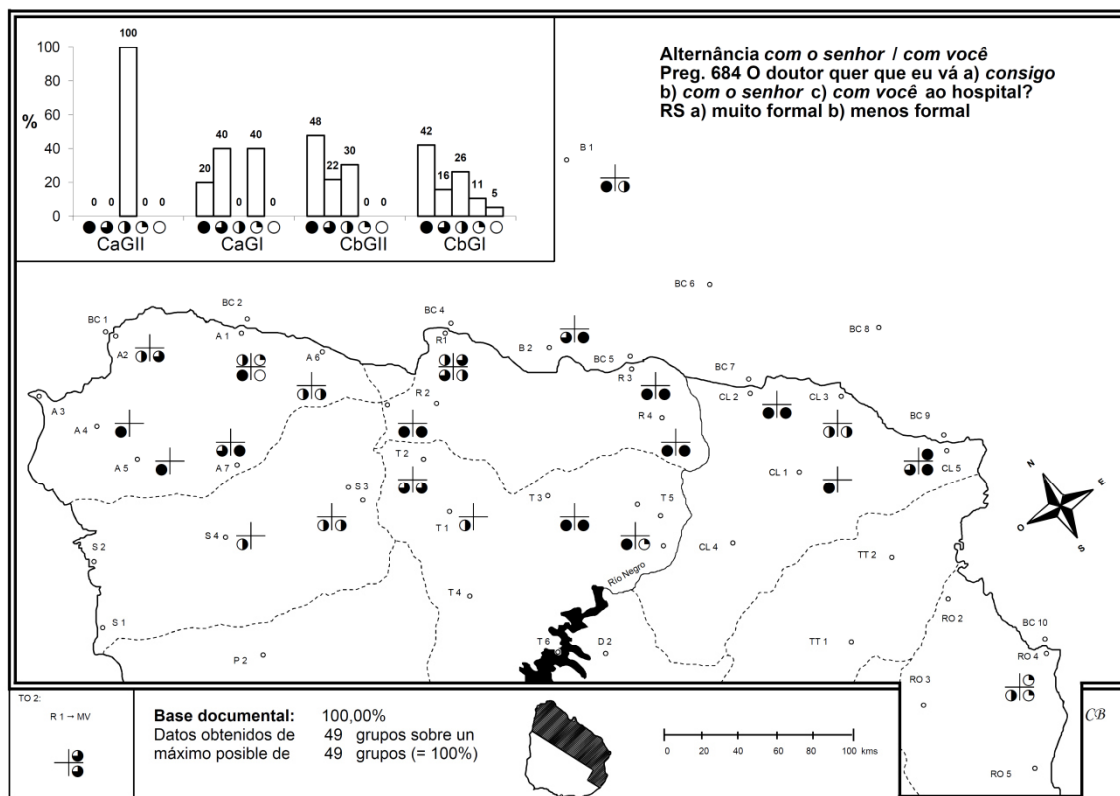 Alternância com o senhor / com você
Preg. 684 O doutor quer que eu vá a) consigo
b) com o senhor c) com você ao hospital?
RS a) muito formal b) menos formal
100
80
60
40
20
0
%
0 0 100 0 0
20 40 0 40 0
48 22 30 0 0
42 16 26 11 5
CaGII CaGI CbGII CbGI
B 1
BC 6
BC 2
BC 4
BC 1
A 1
R1
B 2
BC 8
A2
A 6
BC 5
R 3
BC 7
CL 2
CL 3
A 3
R 2
R 4
BC 9
A 4
A 5
A 7
T 2
CL 1
CL 5
S 3
T 3
T 5
T 1
S 4
CL 4
S 2
TT 2
Río Negro
T 4
S 1
RO 2
P 2
T 6
D 2
TT 1
BC 10
RO 4
RO 3
RO 5
N
E
S
O
TO 2:
R 1 → MV
Base documental: 100,00%
Datos obtenidos de 49 grupos sobre un
máximo posible de 49 grupos (= 100%)
0 20 40 60 80 100 kms
CB